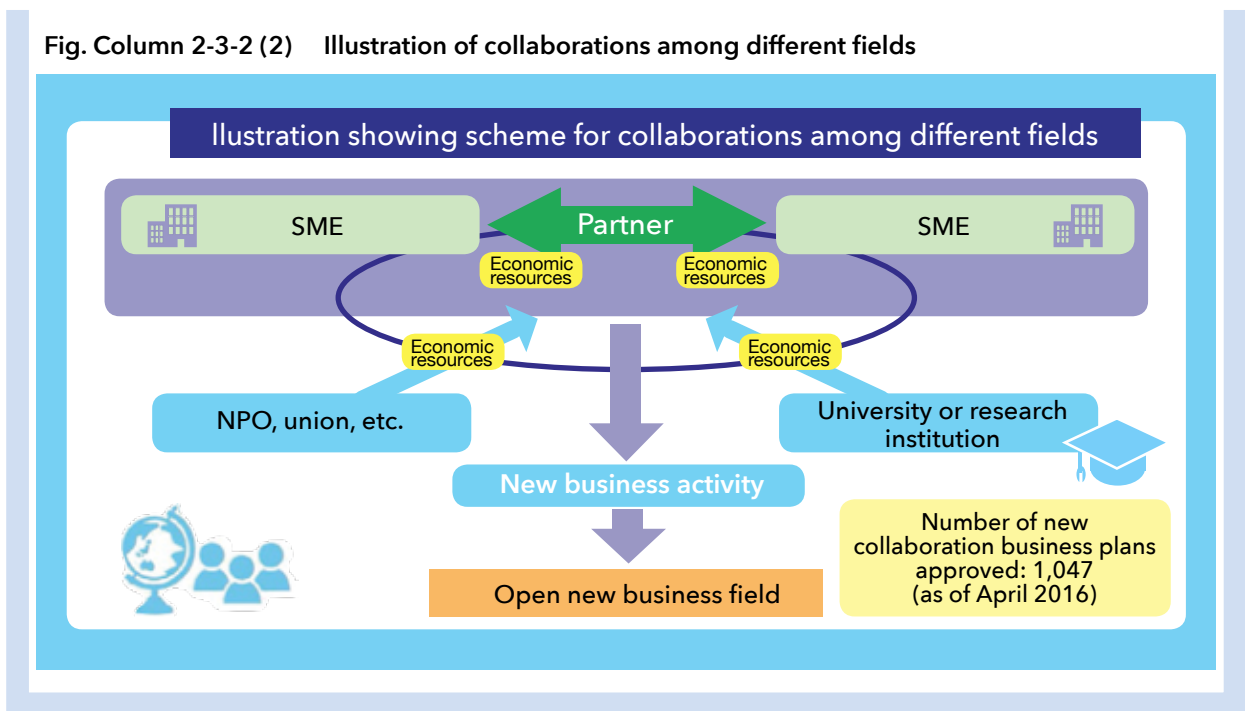 Fig. Column 2-3-2 (2) Illustration of collaborations among different fields
llustration showing scheme for collaborations among different fields
SME
Partner
SME
Economic
resources
Economic
resources
Economic
resources
Economic
resources
NPO, union, etc.
University or research
institution
New business activity
Number of new
collaboration business plans
approved: 1,047
(as of April 2016)
Open new business field